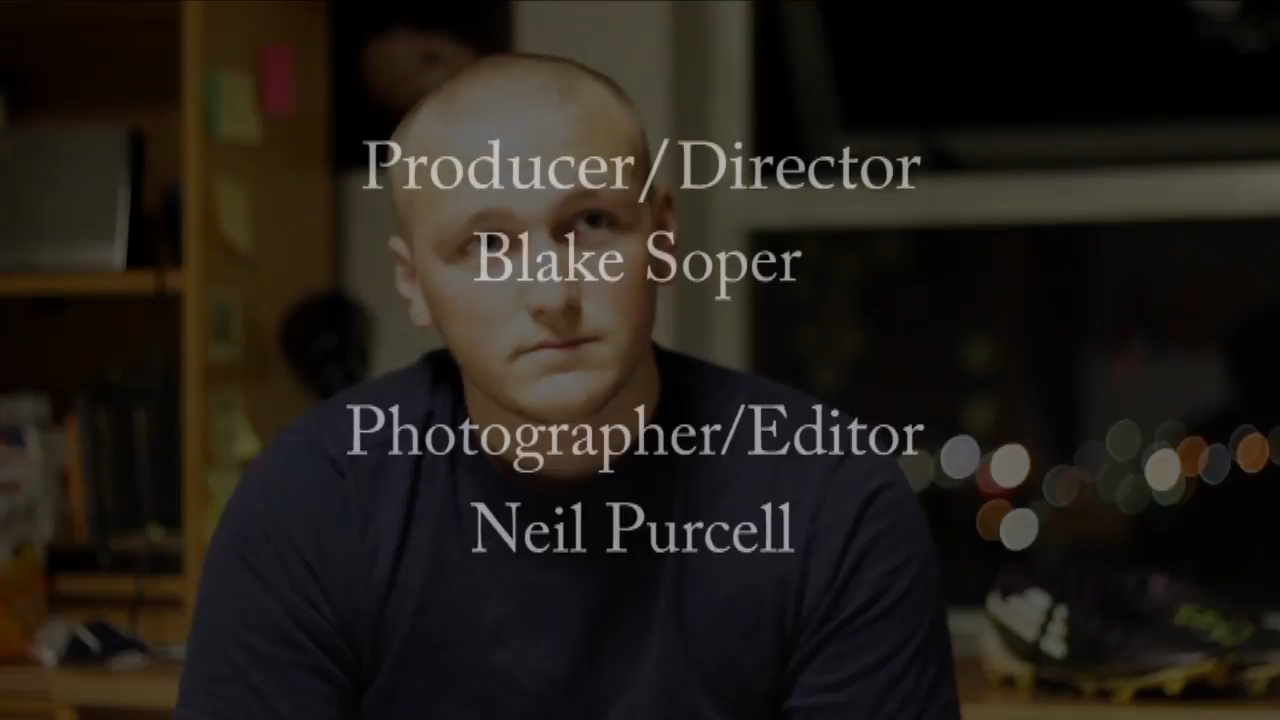 Producer/Director
Blake Soper
Photographer/Editor
Neil Purcell